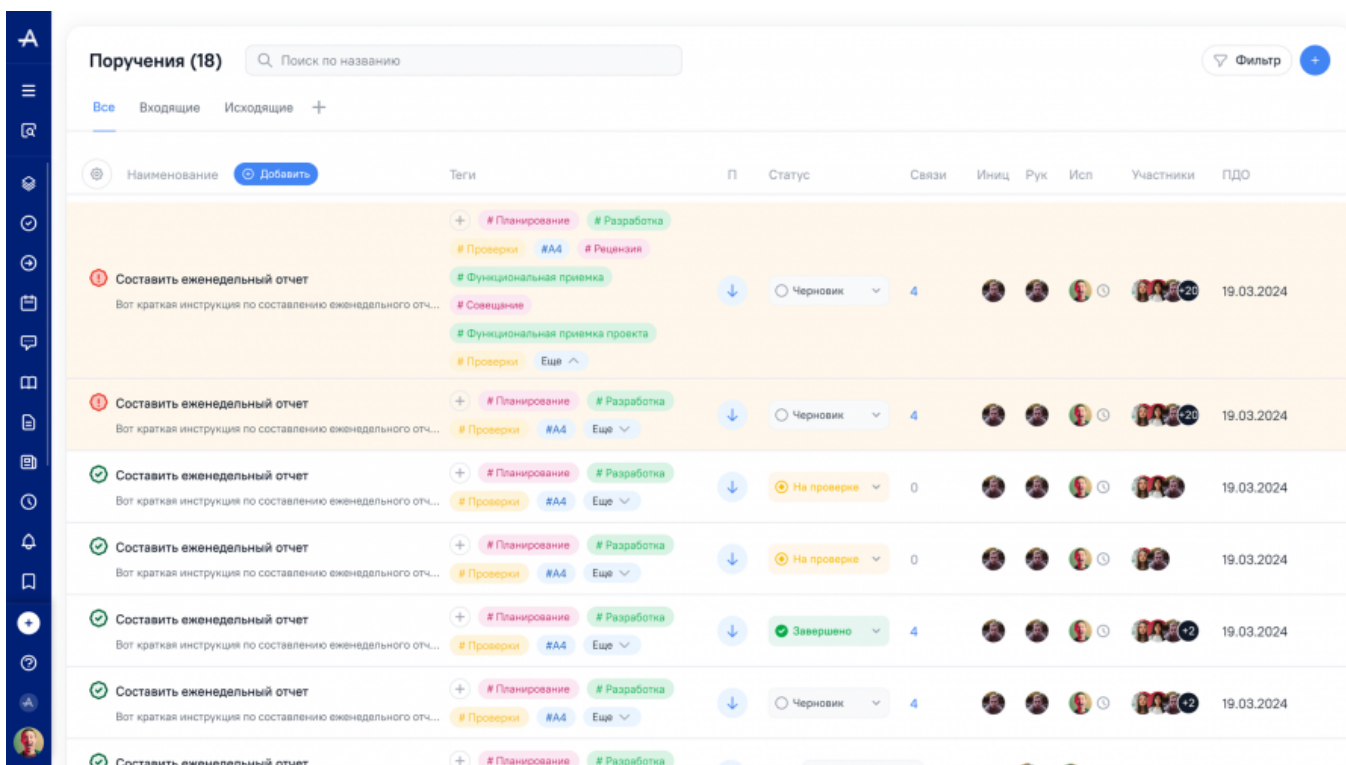 Поручения (18)
Поиск по названию
Фильтр
Все Входящие Исходящие
Наименование Добавить Теги П Статус Связи Иниц Рук Исп Участники ПДО
# Планирование # Разработка
# Проверки #А4 # Рецензия
# Функциональная приемка
# Совещание
# Функциональная приемка проекта
# Проверки Еще
Составить еженедельный отчет
Вот краткая инструкция по составлению еженедельного отч...
Черновик 4 +20 19.03.2024
Составить еженедельный отчет # Планирование # Разработка
Вот краткая инструкция по составлению еженедельного отч... # Проверки #А4 Еще
Черновик 4 +20 19.03.2024
Составить еженедельный отчет # Планирование # Разработка
Вот краткая инструкция по составлению еженедельного отч... # Проверки #А4 Еще
На проверке 0 19.03.2024
Составить еженедельный отчет # Планирование # Разработка
Вот краткая инструкция по составлению еженедельного отч... # Проверки #А4 Еще
На проверке 0 19.03.2024
Составить еженедельный отчет # Планирование # Разработка
Вот краткая инструкция по составлению еженедельного отч... # Проверки #А4 Еще
Завершено 4 +2 19.03.2024
Составить еженедельный отчет # Планирование # Разработка
Вот краткая инструкция по составлению еженедельного отч... # Проверки #А4 Еще
Черновик 4 +2 19.03.2024
Составить еженедельный отчет # Планирование # Разработка